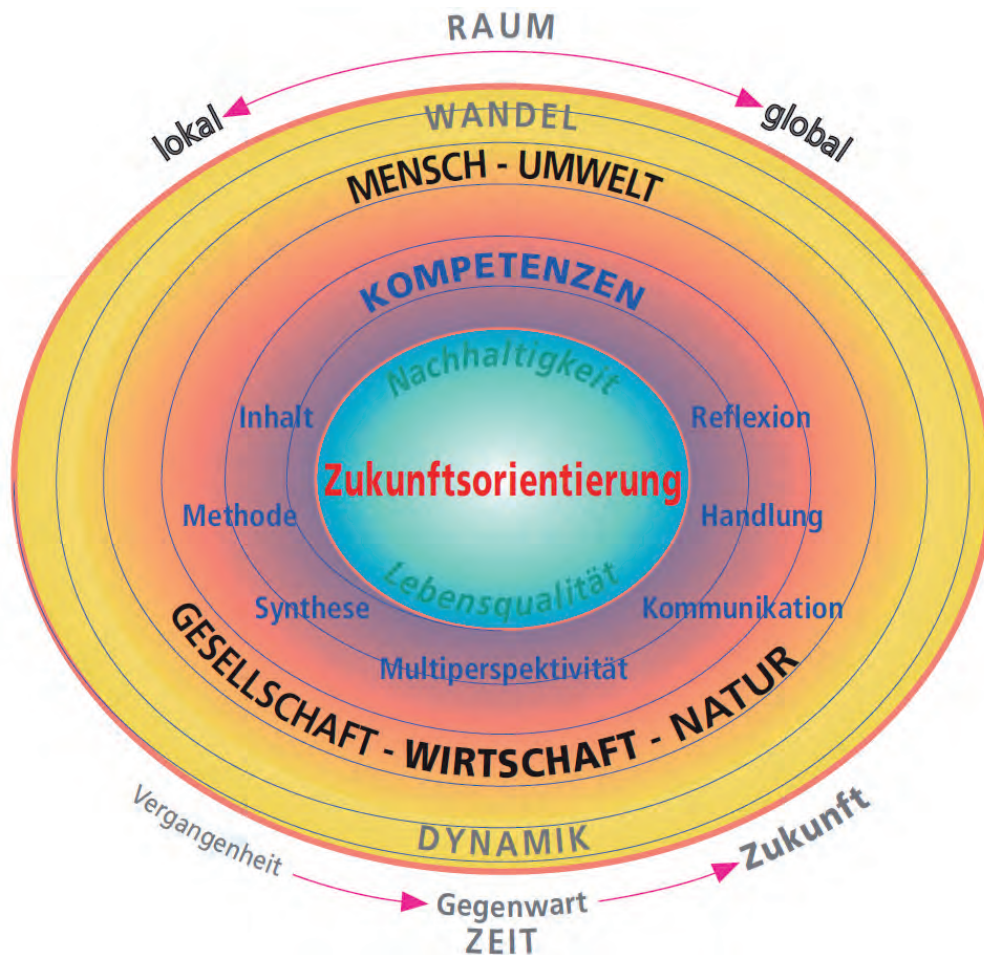 RAUM
lokal
global
WANDEL
MENSCH - UMWELT
KOMPETENZEN
Nachhaltigkeit
Inhalt
Reflexion
Zukunftsorientierung
Methode
Handlung
Lebensqualität
Synthese
Kommunikation
Multiperspektivität
GESELLSCHAFT - WIRTSCHAFT - NATUR
DYNAMIK
Vergangenheit
Gegenwart
Zukunft
ZEIT